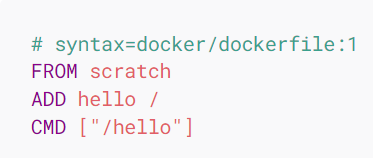 # syntax=docker/dockerfile:1
FROM scratch
ADD hello /
CMD ["/hello"]